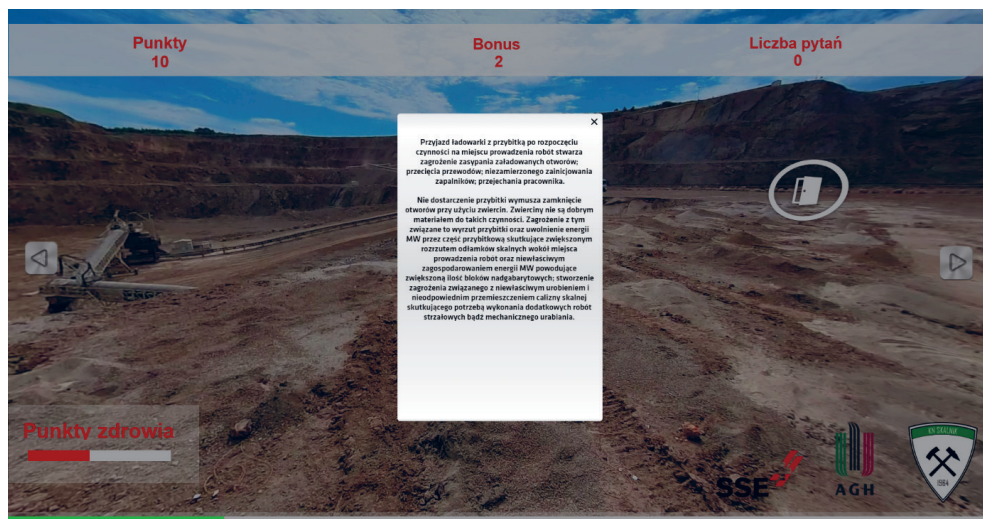 Punkty
10
Bonus
2
Liczba pytań
0
Przyjazd ładowarki z przybitką po rozpoczęciu
czynności na miejscu prowadzenia robót stwarza
zagrożenie zasypania załadowanych otworów;
przecięcia przewodów; niezamierzonego zainicjowania
zapalników; przejechania pracownika.
Nie dostarczenie przybitki wymusza zamknięcie
otworów przy użyciu zwiercin. Zwierciny nie są dobrym
materiałem do takich czynności. Zagrożenie z tym
związane to wyrzut przybitki oraz uwolnienie energii
MW przez część przybitkową skutkujące zwiększonym
rozrzutem odłamków skalnych wokół miejsca
prowadzenia robót oraz niewłaściwym
zagospodarowaniem energii MW powodujące
zwiększoną ilość bloków nadgabarytowych; stworzenie
zagrożenia związanego z niewłaściwym urobieniem i
nieodpowiednim przemieszczeniem calizny skalnej
skutkującego potrzebą wykonania dodatkowych robót
strzałowych bądź mechanicznego urabiania.
Punkty zdrowia
SSE
AGH
KN SKALNIK
1964